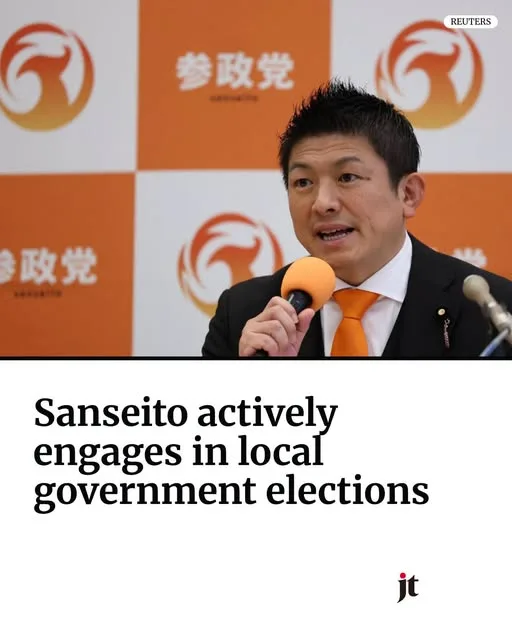 REUTERS
参政党
sanseito
参政党
sanseito
Sanseito actively
engages in local
government elections
jt